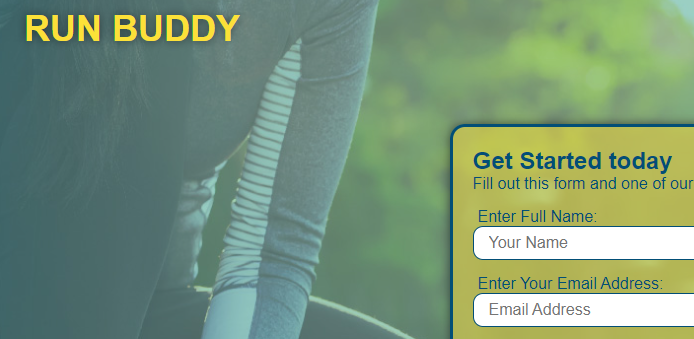 RUN BUDDY
Get Started today
Fill out this form and one of our
Enter Full Name:
Your Name
Enter Your Email Address:
Email Address